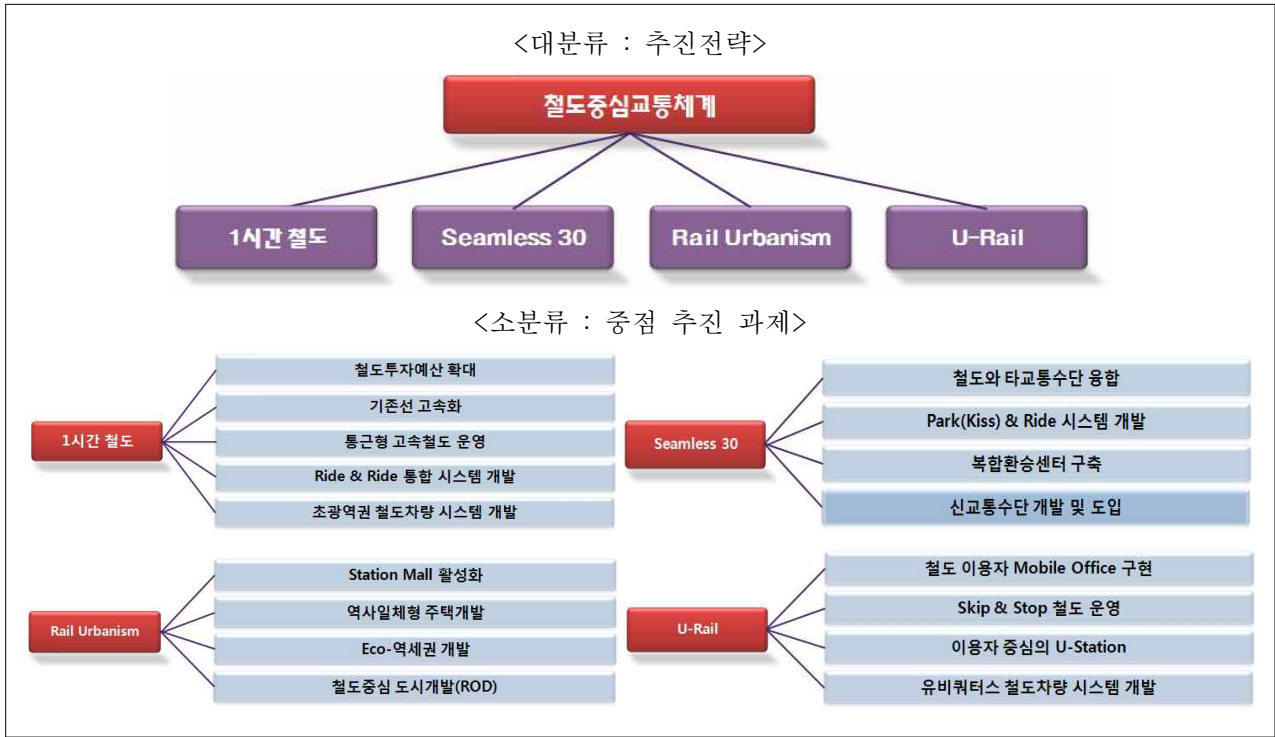 <대분류 : 추진전략>
철도중심교통체계
1시간 철도
Seamless 30
Rail Urbanism
U-Rail
<소분류 : 중점 추진 과제>
1시간 철도
철도투자예산 확대
기존선 고속화
통근형 고속철도 운영
Ride & Ride 통합 시스템 개발
초광역권 철도차량 시스템 개발
Seamless 30
철도와 타교통수단 융합
Park(Kiss) & Ride 시스템 개발
복합환승센터 구축
신교통수단 개발 및 도입
Rail Urbanism
Station Mall 활성화
역사일체형 주택개발
Eco-역세권 개발
철도중심 도시개발(ROD)
U-Rail
철도 이용자 Mobile Office 구현
Skip & Stop 철도 운영
이용자 중심의 U-Station
유비쿼터스 철도차량 시스템 개발